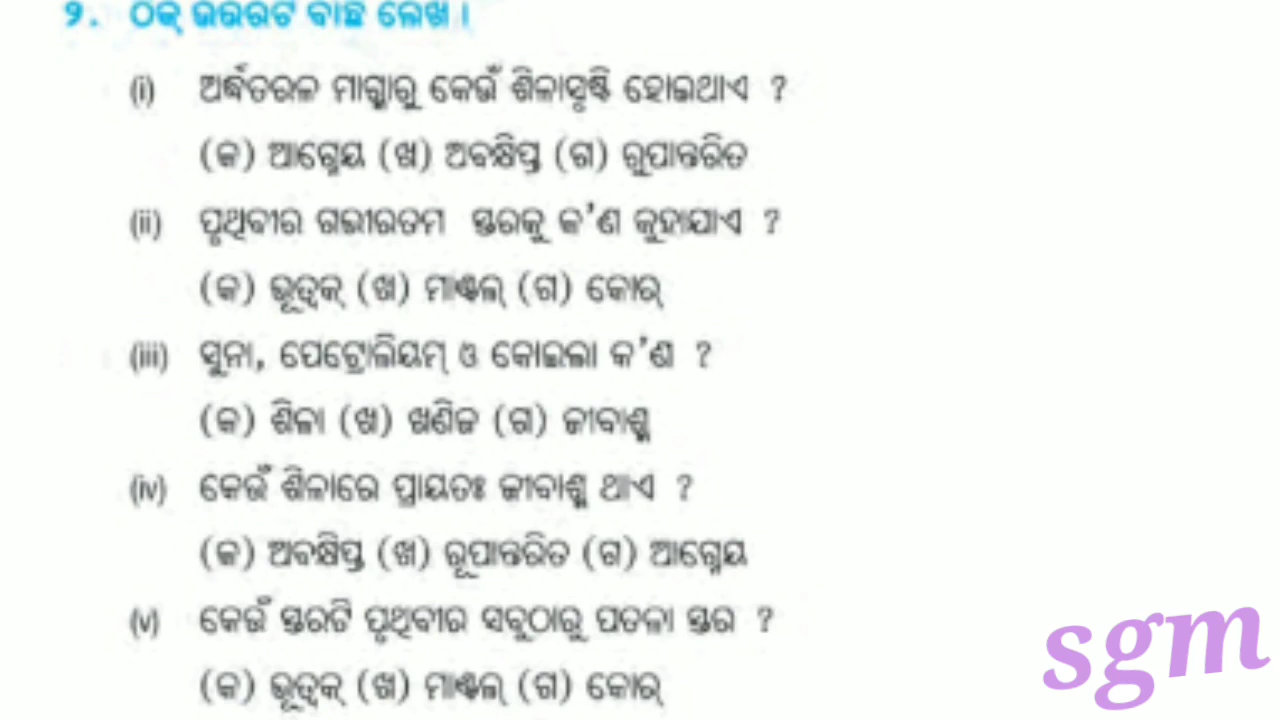 ୨. ଠିକ୍ ଉତ୍ତରଟି ବାଛି ଲେଖ।
(i) ଅର୍ଦ୍ଧତରଳ ମାଗ୍ମାରୁ କେଉଁ ଶିଳାସୃଷ୍ଟି ହୋଇଥାଏ ?
(କ) ଆଗ୍ନେୟ (ଖ) ଅବକ୍ଷିପ୍ତ (ଗ) ରୁପାନ୍ତରିତ
(ii) ପୃଥିବୀର ଗଭୀରତମ ସ୍ତରକୁ କ'ଣ କୁହାଯାଏ ?
(କ) ଭୂତ୍ୱକ୍ (ଖ) ମାଣ୍ଟଲ୍ (ଗ) କୋର୍
(iii) ସୁନା, ପେଟ୍ରୋଲିୟମ୍ ଓ କୋଇଲା କ'ଣ ?
(କ) ଶିଳା (ଖ) ଖଣିଜ (ଗ) ଜୀବାଶ୍ମ
(iv) କେଉଁ ଶିଳାରେ ପ୍ରାୟତଃ ଜୀବାଶ୍ମ ଥାଏ ?
(କ) ଅବକ୍ଷିପ୍ତ (ଖ) ରୂପାନ୍ତରିତ (ଗ) ଆଗ୍ନେୟ
(v) କେଉଁ ସ୍ତରଟି ପୃଥିବୀର ସବୁଠାରୁ ପତଳା ସ୍ତର ?
(କ) ଭୂତ୍ୱକ୍ (ଖ) ମାଣ୍ଟଲ୍ (ଗ) କୋର୍
sgm